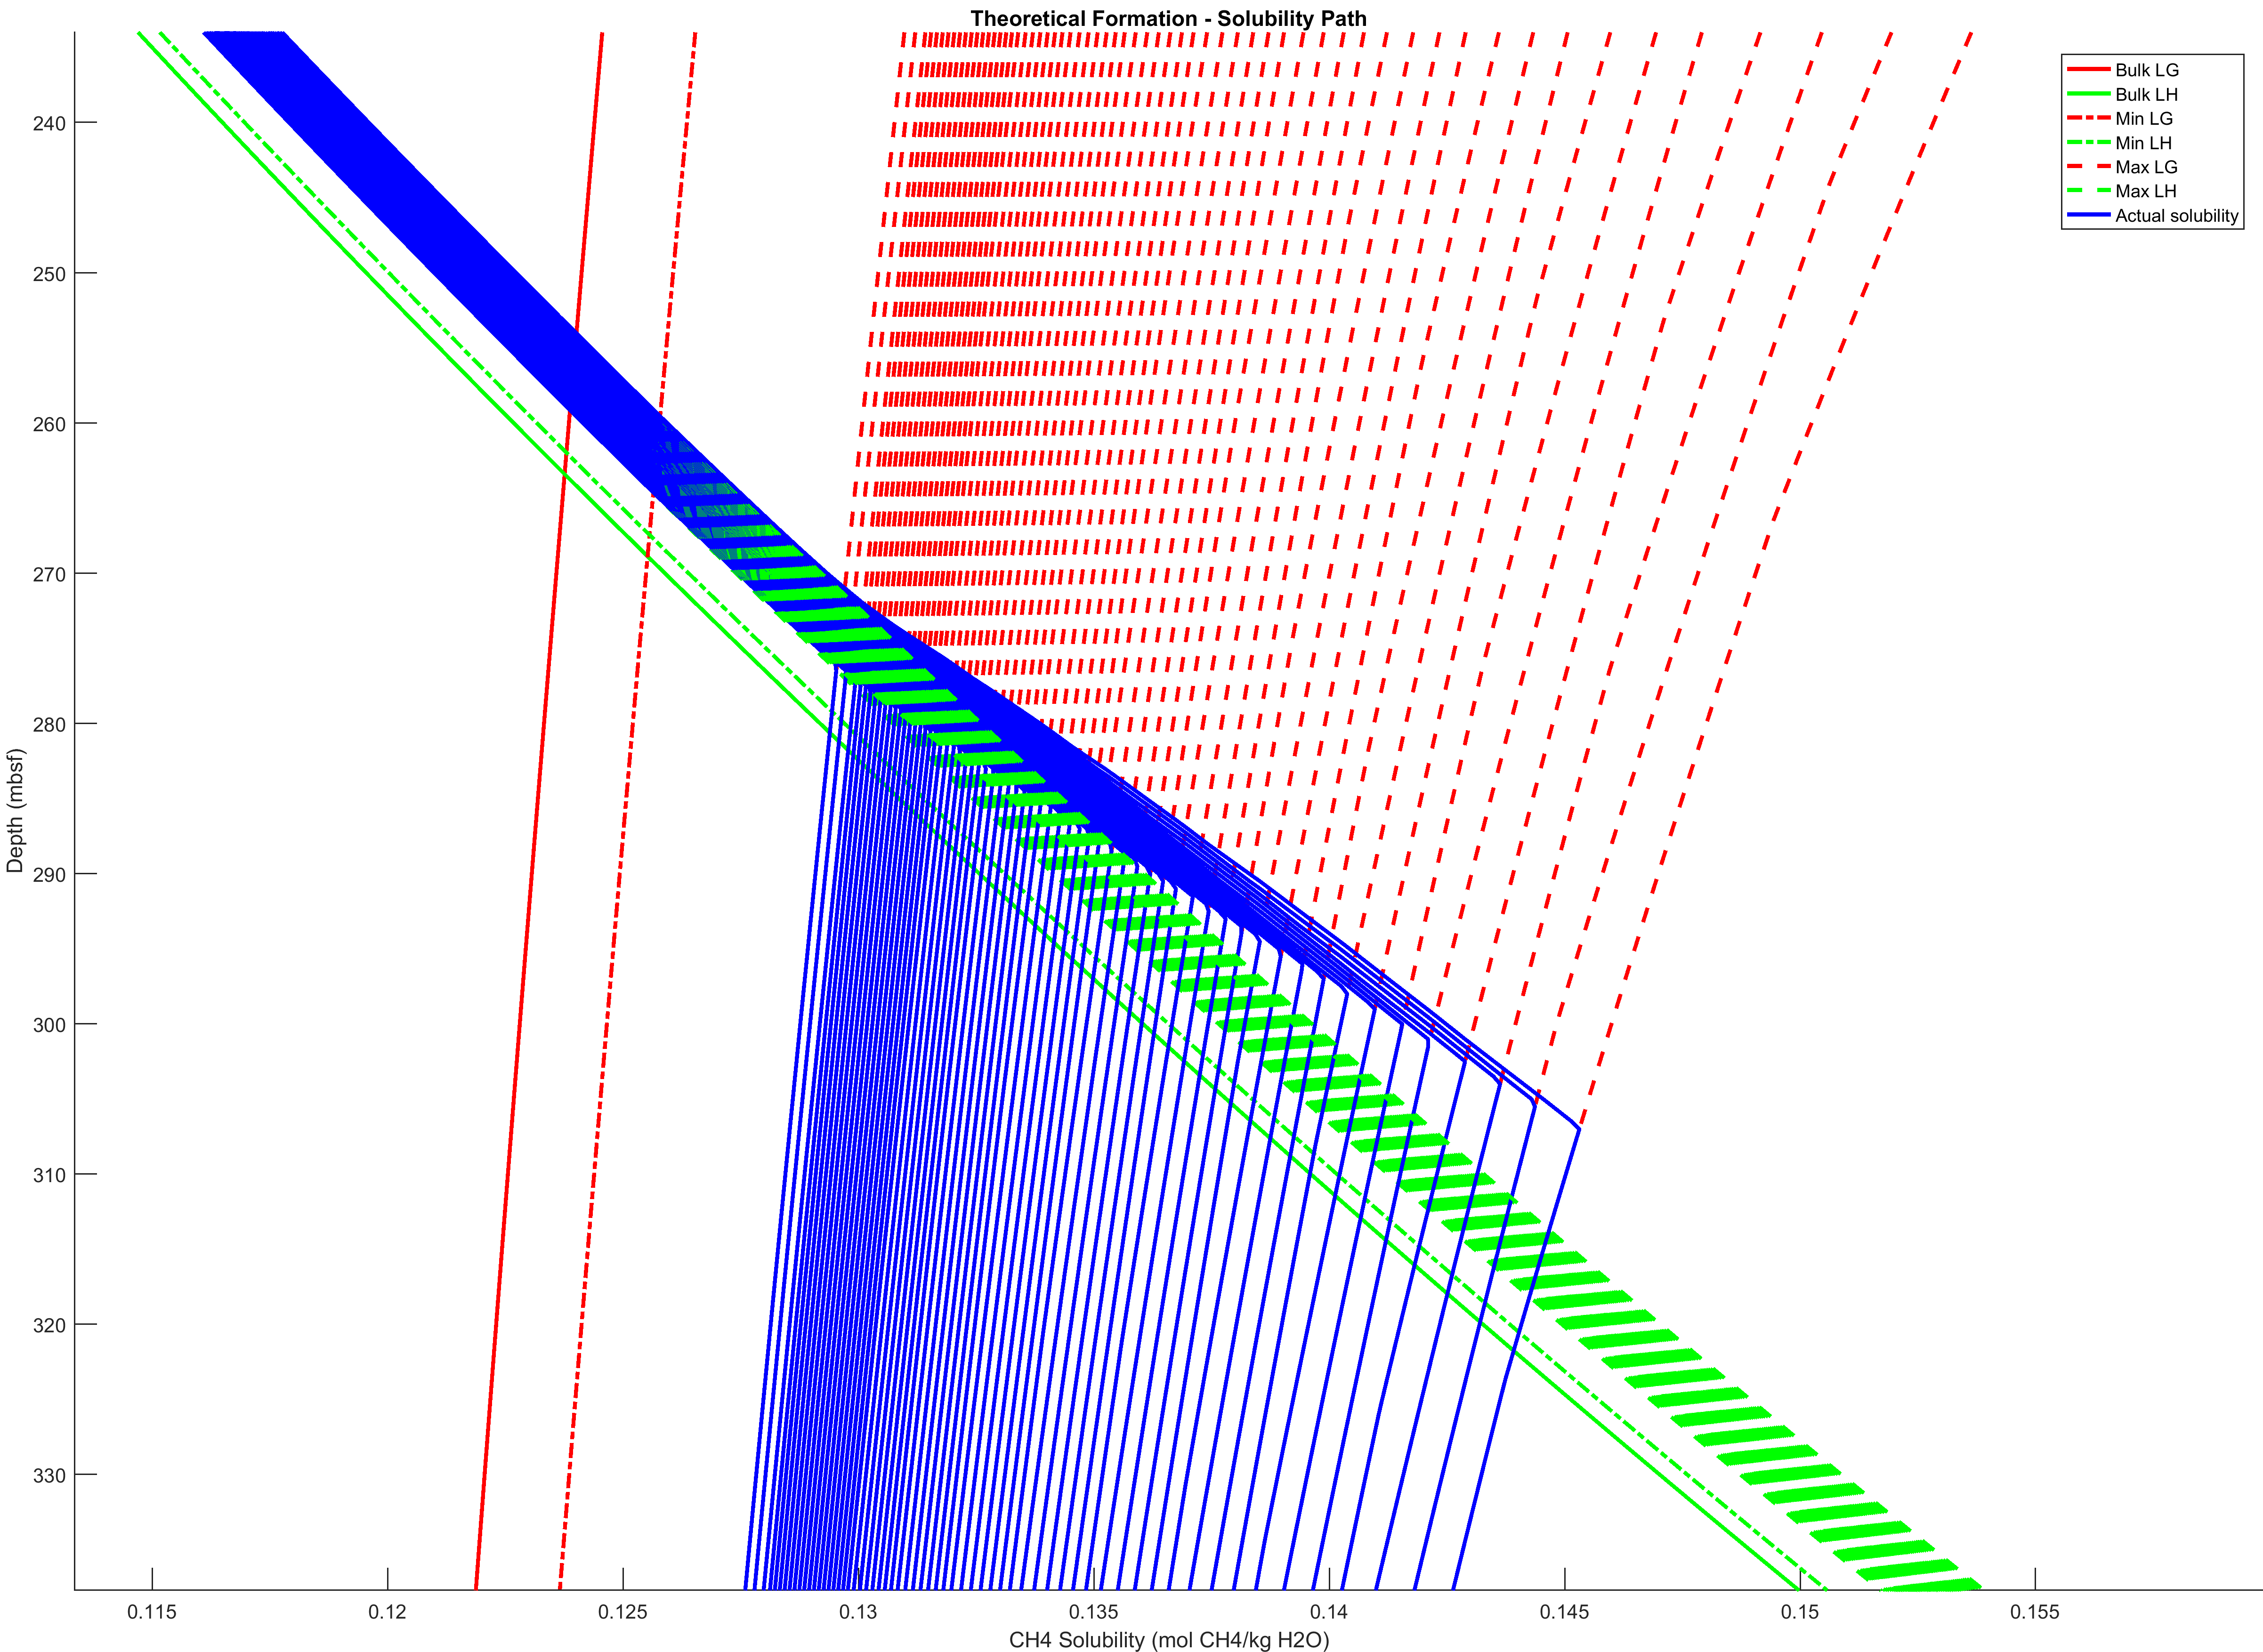 Theoretical Formation - Solubility Path
Bulk LG
Bulk LH
Min LG
Min LH
Max LG
Max LH
Actual solubility
240
250
260
270
280
290
300
310
320
330
Depth (mbsf)
0.115
0.12
0.125
0.13
0.135
0.14
0.145
0.15
0.155
CH4 Solubility (mol CH4/kg H2O)